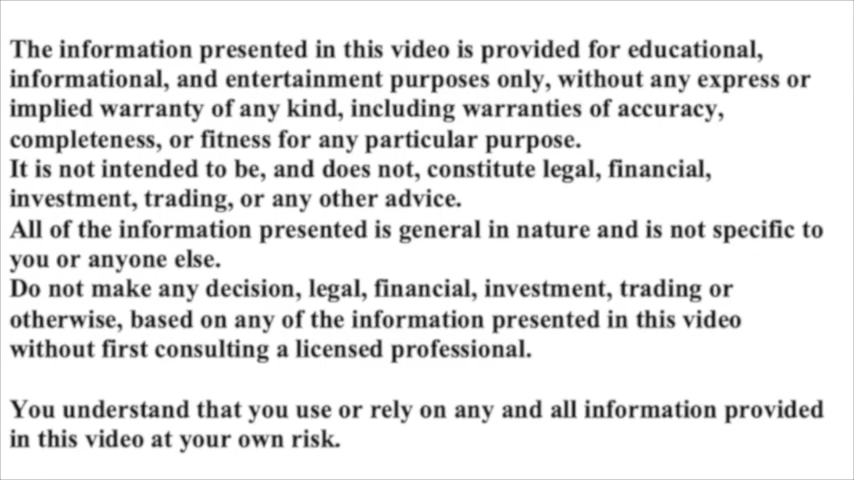 The information presented in this video is provided for educational,
informational, and entertainment purposes only, without any express or
implied warranty of any kind, including warranties of accuracy,
completeness, or fitness for any particular purpose.
It is not intended to be, and does not, constitute legal, financial,
investment, trading, or any other advice.
All of the information presented is general in nature and is not specific to
you or anyone else.
Do not make any decision, legal, financial, investment, trading or
otherwise, based on any of the information presented in this video
without first consulting a licensed professional.
You understand that you use or rely on any and all information provided
in this video at your own risk.